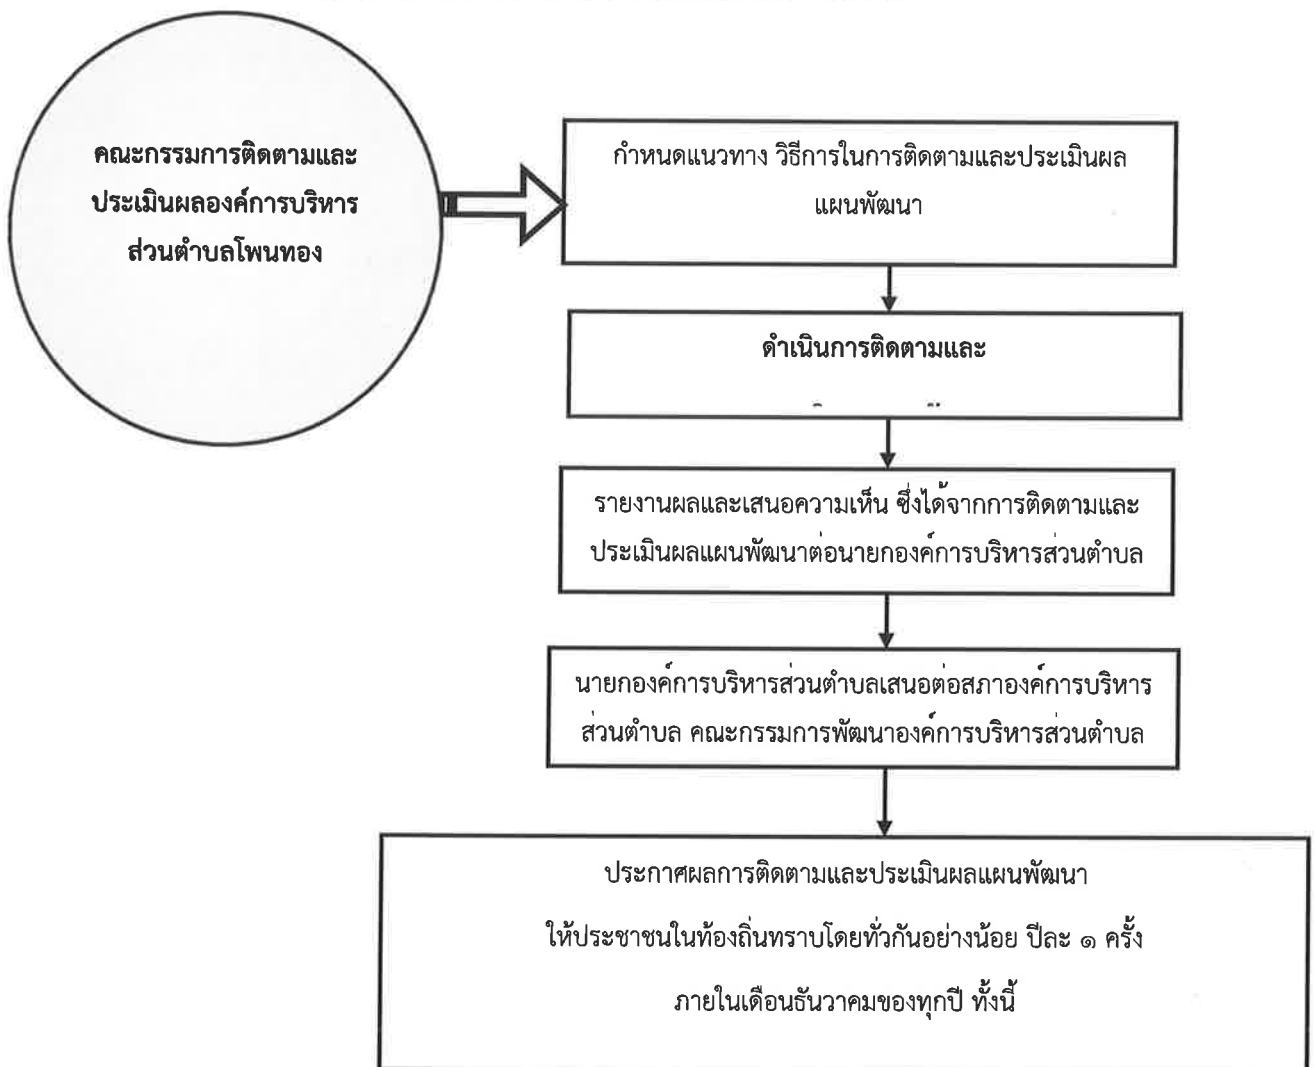 คณะกรรมการติดตามและ
ประเมินผลองค์การบริหาร
ส่วนตำบลโพนทอง
กำหนดแนวทาง วิธีการในการติดตามและประเมินผล
แผนพัฒนา
ดำเนินการติดตามและ
รายงานผลและเสนอความเห็น ซึ่งได้จากการติดตามและ
ประเมินผลแผนพัฒนาต่อนายกองค์การบริหารส่วนตำบล
นายกองค์การบริหารส่วนตำบลเสนอต่อสภาองค์การบริหาร
ส่วนตำบล คณะกรรมการพัฒนาองค์การบริหารส่วนตำบล
ประกาศผลการติดตามและประเมินผลแผนพัฒนา
ให้ประชาชนในท้องถิ่นทราบโดยทั่วกันอย่างน้อย ปีละ ๑ ครั้ง
ภายในเดือนธันวาคมของทุกปี ทั้งนี้